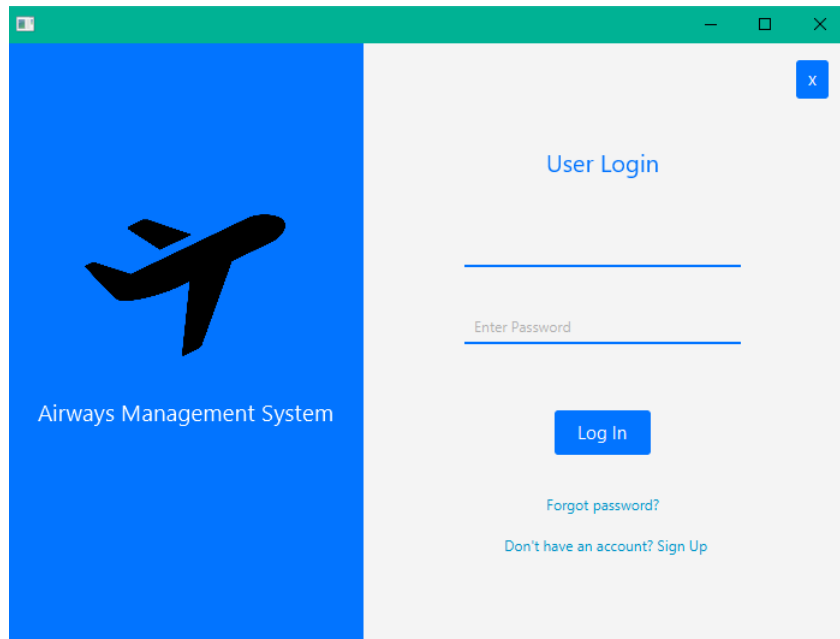 x
User Login
Enter Password
Airways Management System
Log In
Forgot password?
Don't have an account? Sign Up